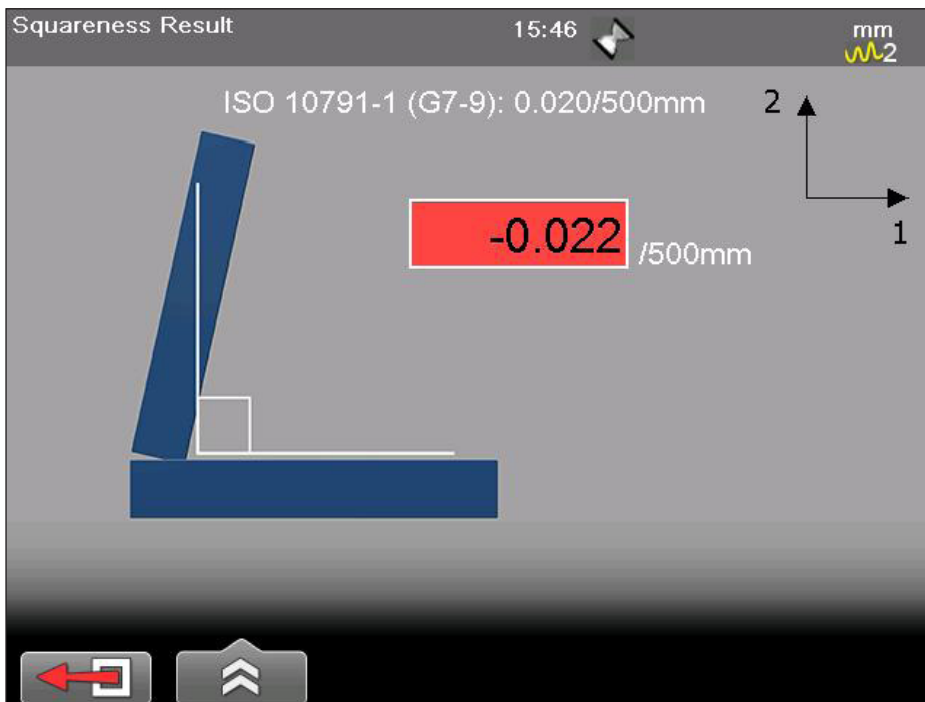 Squareness Result
15:46
mm
2
ISO 10791-1 (G7-9): 0.020/500mm
2
-0.022
/500mm
1